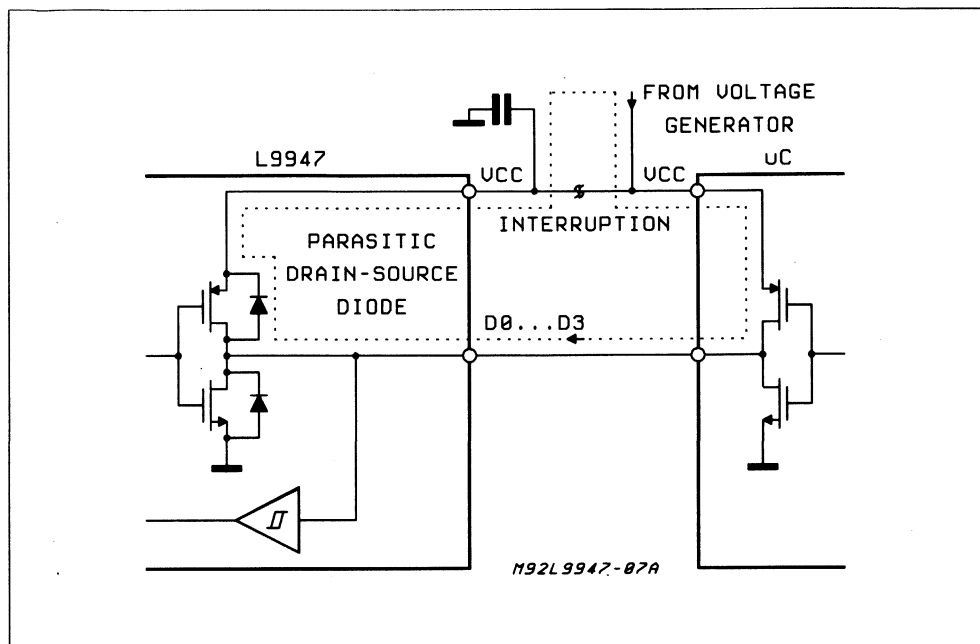 FROM VOLTAGE
GENERATOR
L9947
VCC
VCC
uC
INTERRUPTION
PARASITIC
DRAIN-SOURCE
DIODE
D0...D3
M92L9947-07A